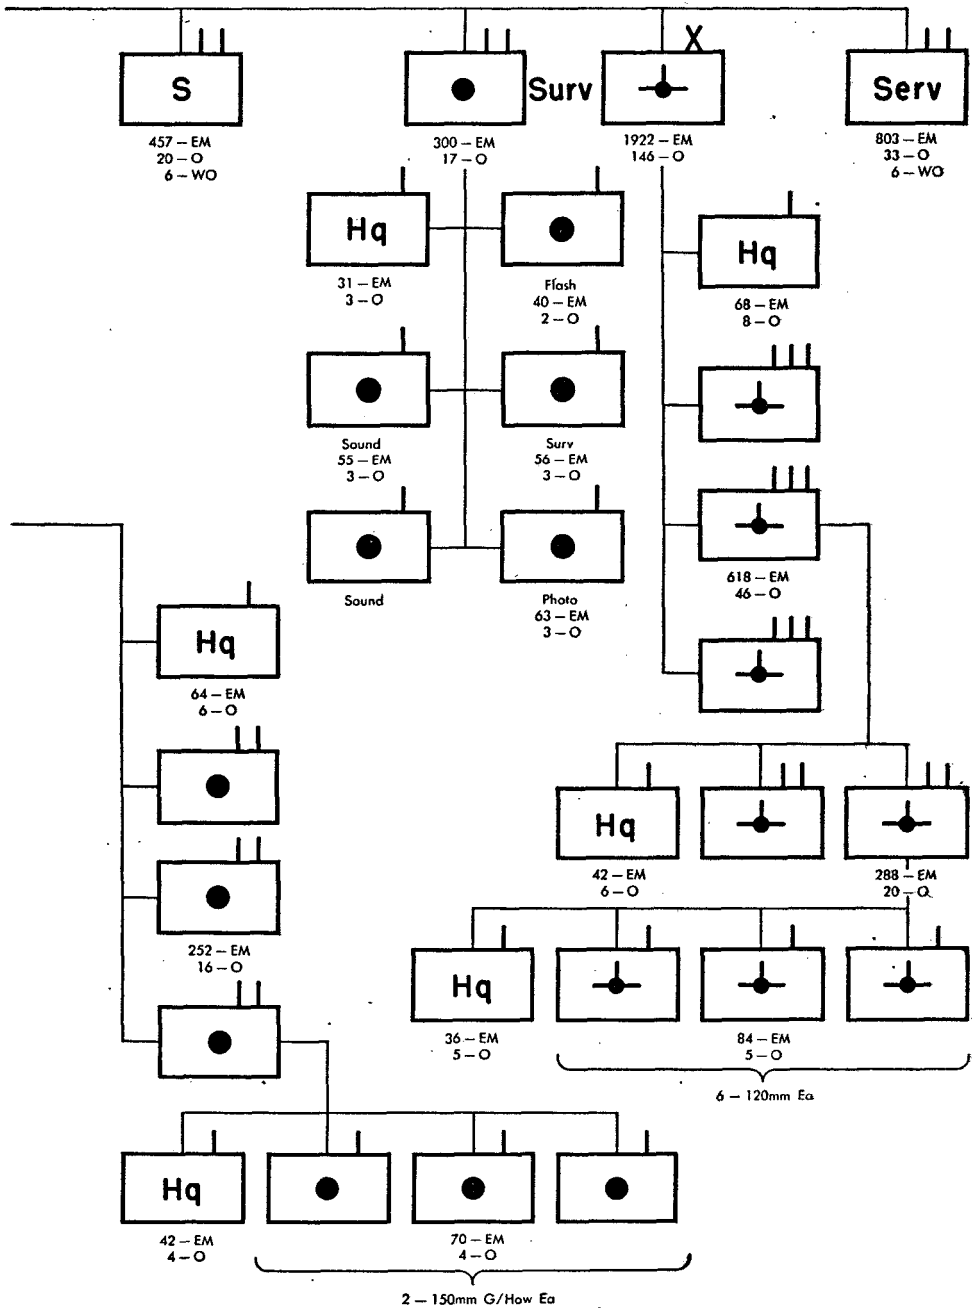 S
457 – EM
20 – O
6 – WO
Surv
300 – EM
17 – O
1922 – EM
146 – O
Serv
803 – EM
33 – O
6 – WO
Hq
31 – EM
3 – O
Flash
40 – EM
2 – O
Hq
68 – EM
8 – O
Sound
55 – EM
3 – O
Surv
56 – EM
3 – O
Sound
Photo
63 – EM
3 – O
618 – EM
46 – O
Hq
64 – EM
6 – O
252 – EM
16 – O
Hq
42 – EM
6 – O
288 – EM
20 – O
Hq
36 – EM
5 – O
84 – EM
5 – O
6 – 120mm Ea
Hq
42 – EM
4 – O
70 – EM
4 – O
2 – 150mm G/How Ea